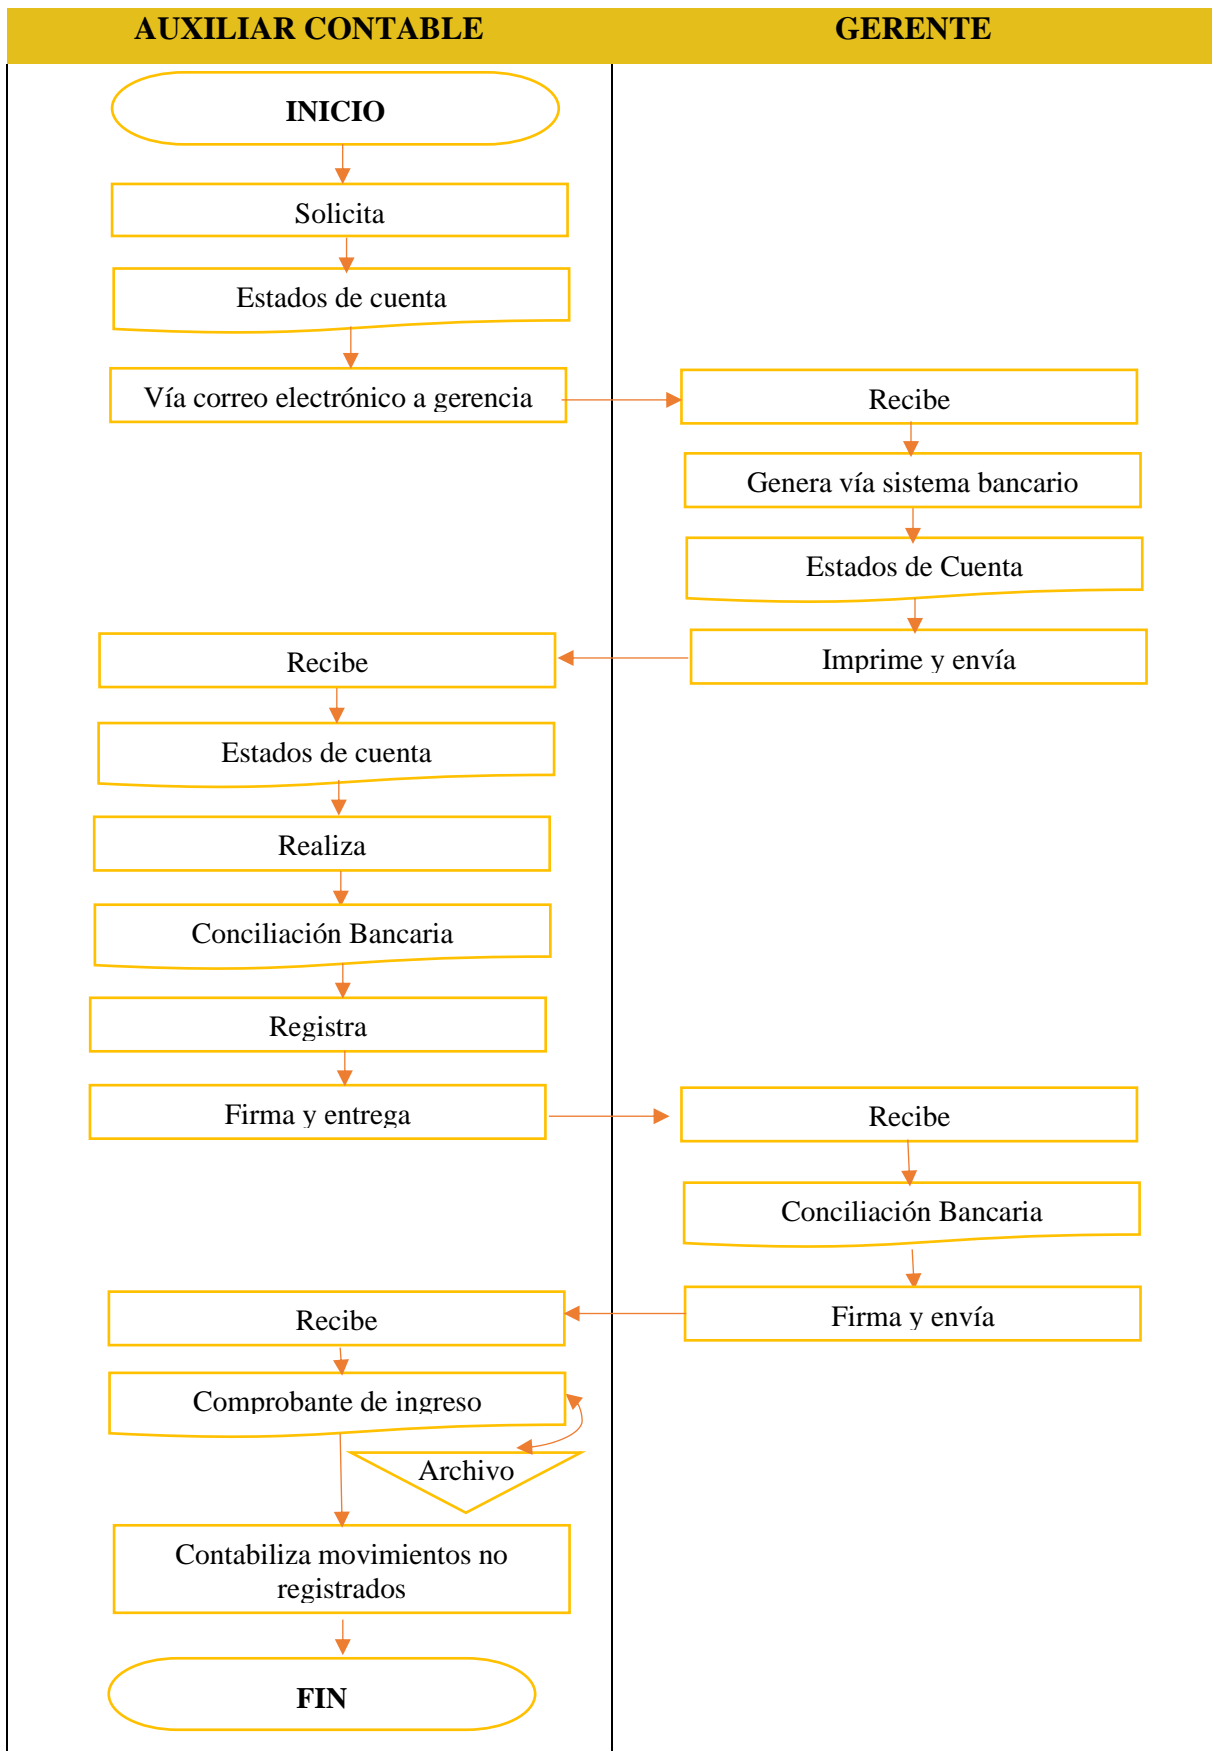 AUXILIAR CONTABLE
GERENTE
INICIO
Solicita
Estados de cuenta
Vía correo electrónico a gerencia
Recibe
Genera vía sistema bancario
Estados de Cuenta
Imprime y envía
Recibe
Estados de cuenta
Realiza
Conciliación Bancaria
Registra
Firma y entrega
Recibe
Conciliación Bancaria
Firma y envía
Recibe
Comprobante de ingreso
Archivo
Contabiliza movimientos no
registrados
FIN